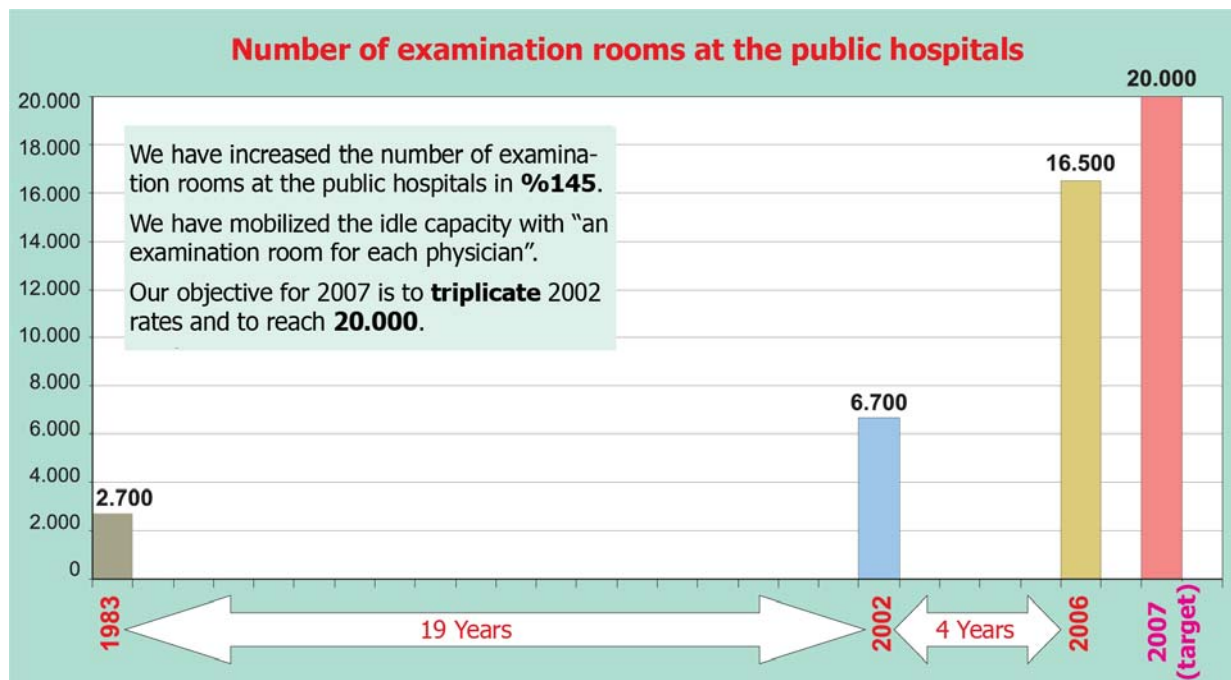 Number of examination rooms at the public hospitals
20.000
20.000
18.000
16.000
14.000
12.000
10.000
8.000
6.000
4.000
2.000
0
We have increased the number of examina-
tion rooms at the public hospitals in %145.
We have mobilized the idle capacity with “an
examination room for each physician”.
Our objective for 2007 is to triplicate 2002
rates and to reach 20.000.
2.700
6.700
16.500
1983
19 Years
2002
4 Years
2006
2007
(target)